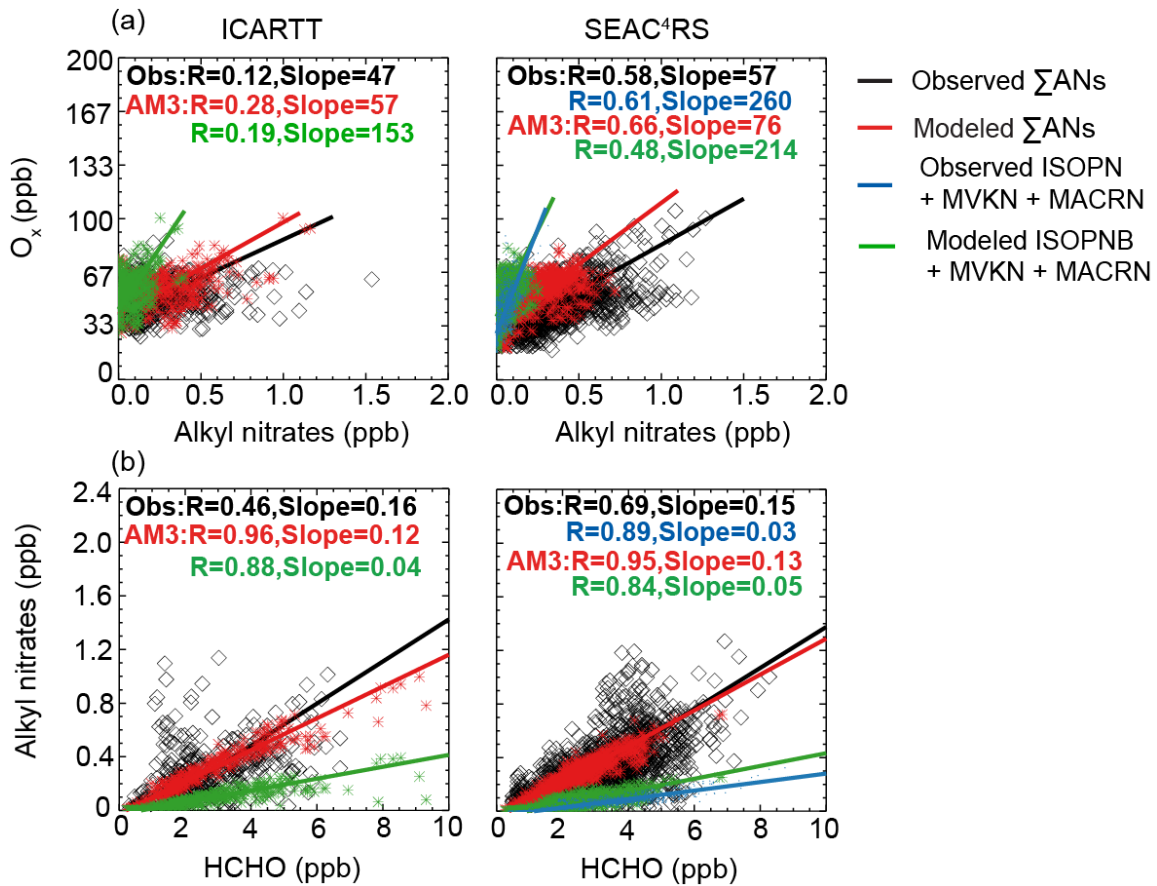 (a)
ICARTT
SEAC⁴RS
Obs:R=0.12,Slope=47
AM3:R=0.28,Slope=57
R=0.19,Slope=153
Obs:R=0.58,Slope=57
R=0.61,Slope=260
AM3:R=0.66,Slope=76
R=0.48,Slope=214
200
167
133
100
67
33
0
Oₓ (ppb)
0.0 0.5 1.0 1.5 2.0
Alkyl nitrates (ppb)
0.0 0.5 1.0 1.5 2.0
Alkyl nitrates (ppb)
Observed ∑ANs
Modeled ∑ANs
Observed ISOPN
+ MVKN + MACRN
Modeled ISOPNB
+ MVKN + MACRN
(b)
Obs:R=0.46,Slope=0.16
AM3:R=0.96,Slope=0.12
R=0.88,Slope=0.04
Obs:R=0.69,Slope=0.15
R=0.89,Slope=0.03
AM3:R=0.95,Slope=0.13
R=0.84,Slope=0.05
2.4
2.0
1.6
1.2
0.8
0.4
0
Alkyl nitrates (ppb)
0 2 4 6 8 10
HCHO (ppb)
0 2 4 6 8 10
HCHO (ppb)